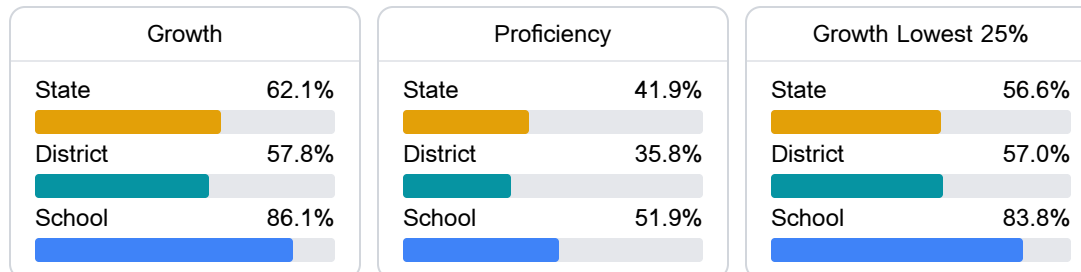 Growth
State 62.1%
District 57.8%
School 86.1%
Proficiency
State 41.9%
District 35.8%
School 51.9%
Growth Lowest 25%
State 56.6%
District 57.0%
School 83.8%